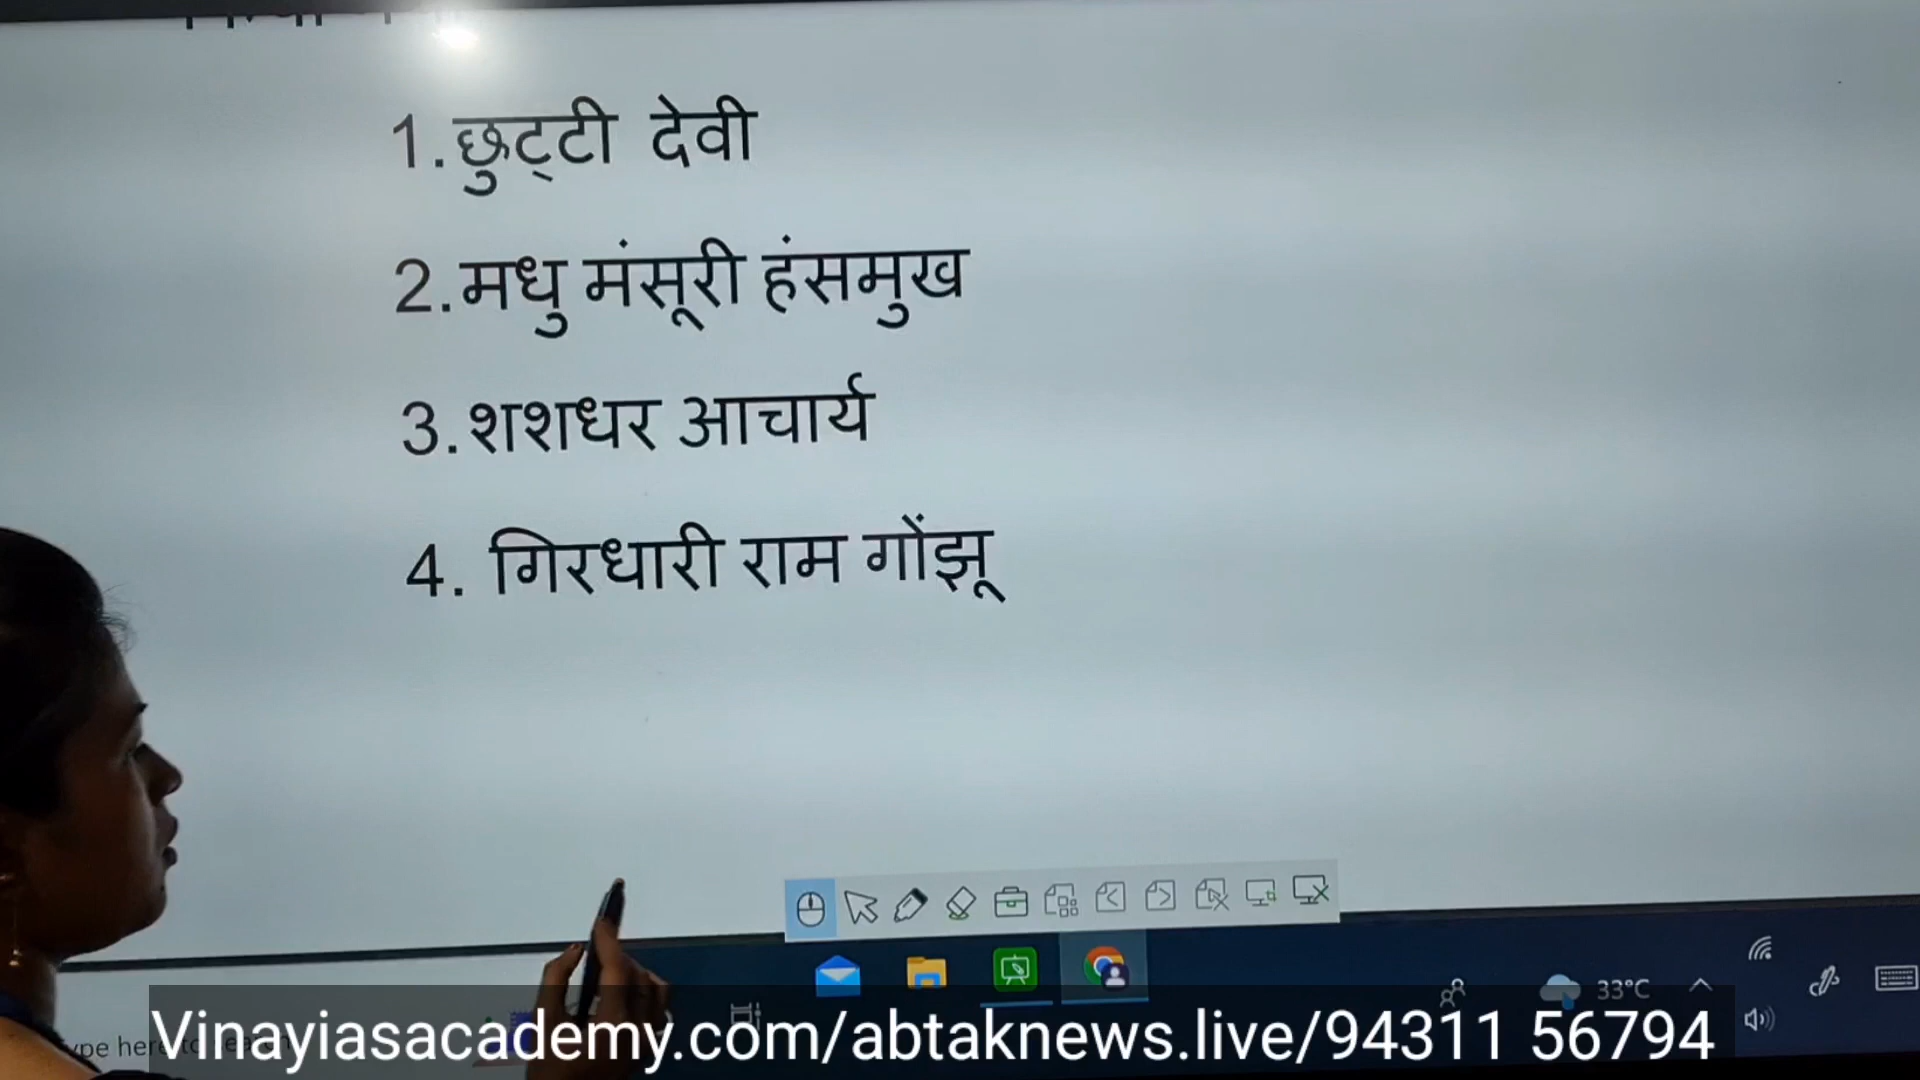 1. छुट्टी देवी
2. मधु मंसूरी हंसमुख
3. शशधर आचार्य
4. गिरधारी राम गोंझू
33°C
Vinayiasacademy.com/abtaknews.live/94311 56794